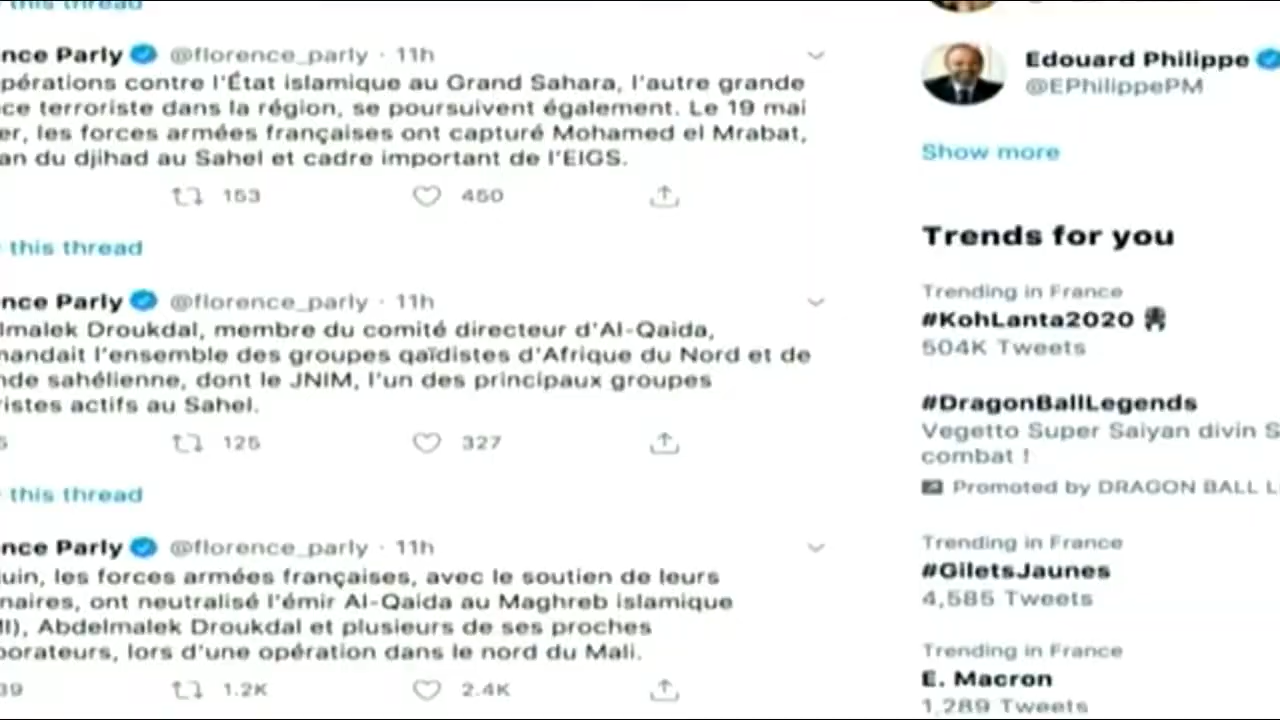 this thread
nce Parly @florence_parly · 11h
pérations contre l'État islamique au Grand Sahara, l'autre grande
ce terroriste dans la région, se poursuivent également. Le 19 mai
er, les forces armées françaises ont capturé Mohamed el Mrabat,
an du djihad au Sahel et cadre important de l'EIGS.
153 450
this thread
nce Parly @florence_parly · 11h
lmalek Droukdal, membre du comité directeur d'Al-Qaida,
mandait l'ensemble des groupes qaïdistes d'Afrique du Nord et de
nde sahélienne, dont le JNIM, l'un des principaux groupes
ristes actifs au Sahel.
125 327
this thread
nce Parly @florence_parly · 11h
juin, les forces armées françaises, avec le soutien de leurs
naires, ont neutralisé l'émir Al-Qaida au Maghreb islamique
MI), Abdelmalek Droukdal et plusieurs de ses proches
borateurs, lors d'une opération dans le nord du Mali.
39 1.2K 2.4K
Edouard Philippe
@EPhilippePM
Show more
Trends for you
Trending in France
#KohLanta2020
504K Tweets
#DragonBallLegends
Vegetto Super Saiyan divin S
combat !
Promoted by DRAGON BALL L
Trending in France
#GiletsJaunes
4,585 Tweets
Trending in France
E. Macron
1,289 Tweets